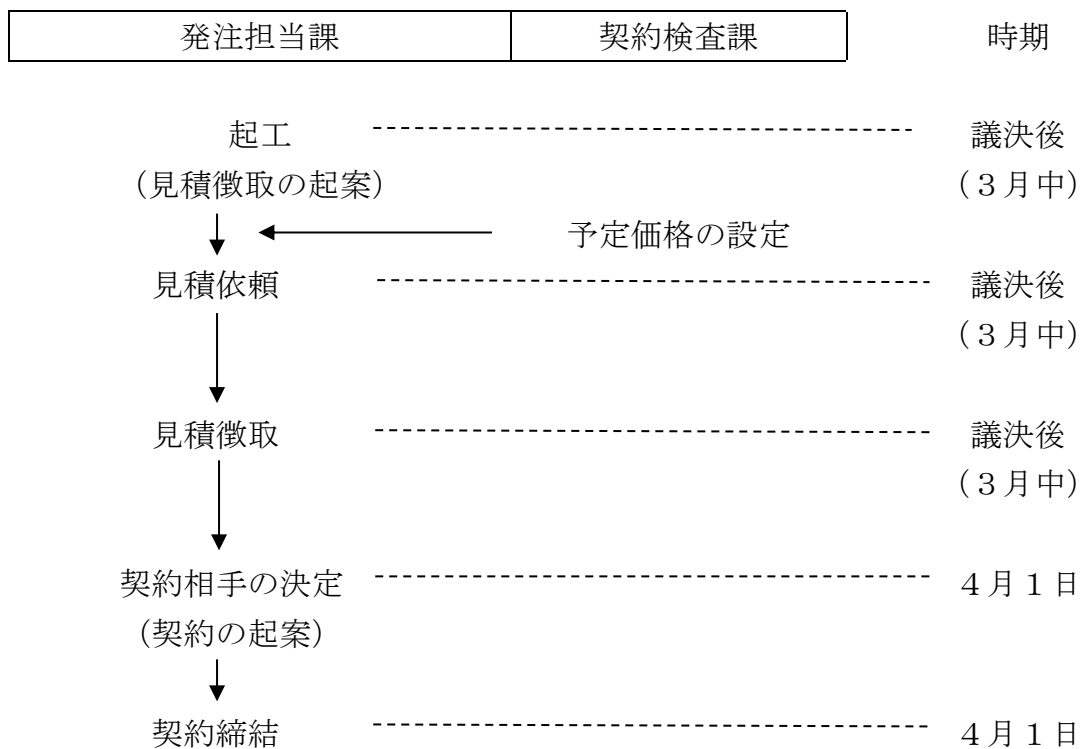 発注担当課 契約検査課 時期
起工 議決後
（見積徴取の起案） （３月中）
予定価格の設定
見積依頼 議決後
（３月中）
見積徴取 議決後
（３月中）
契約相手の決定 ４月１日
（契約の起案）
契約締結 ４月１日